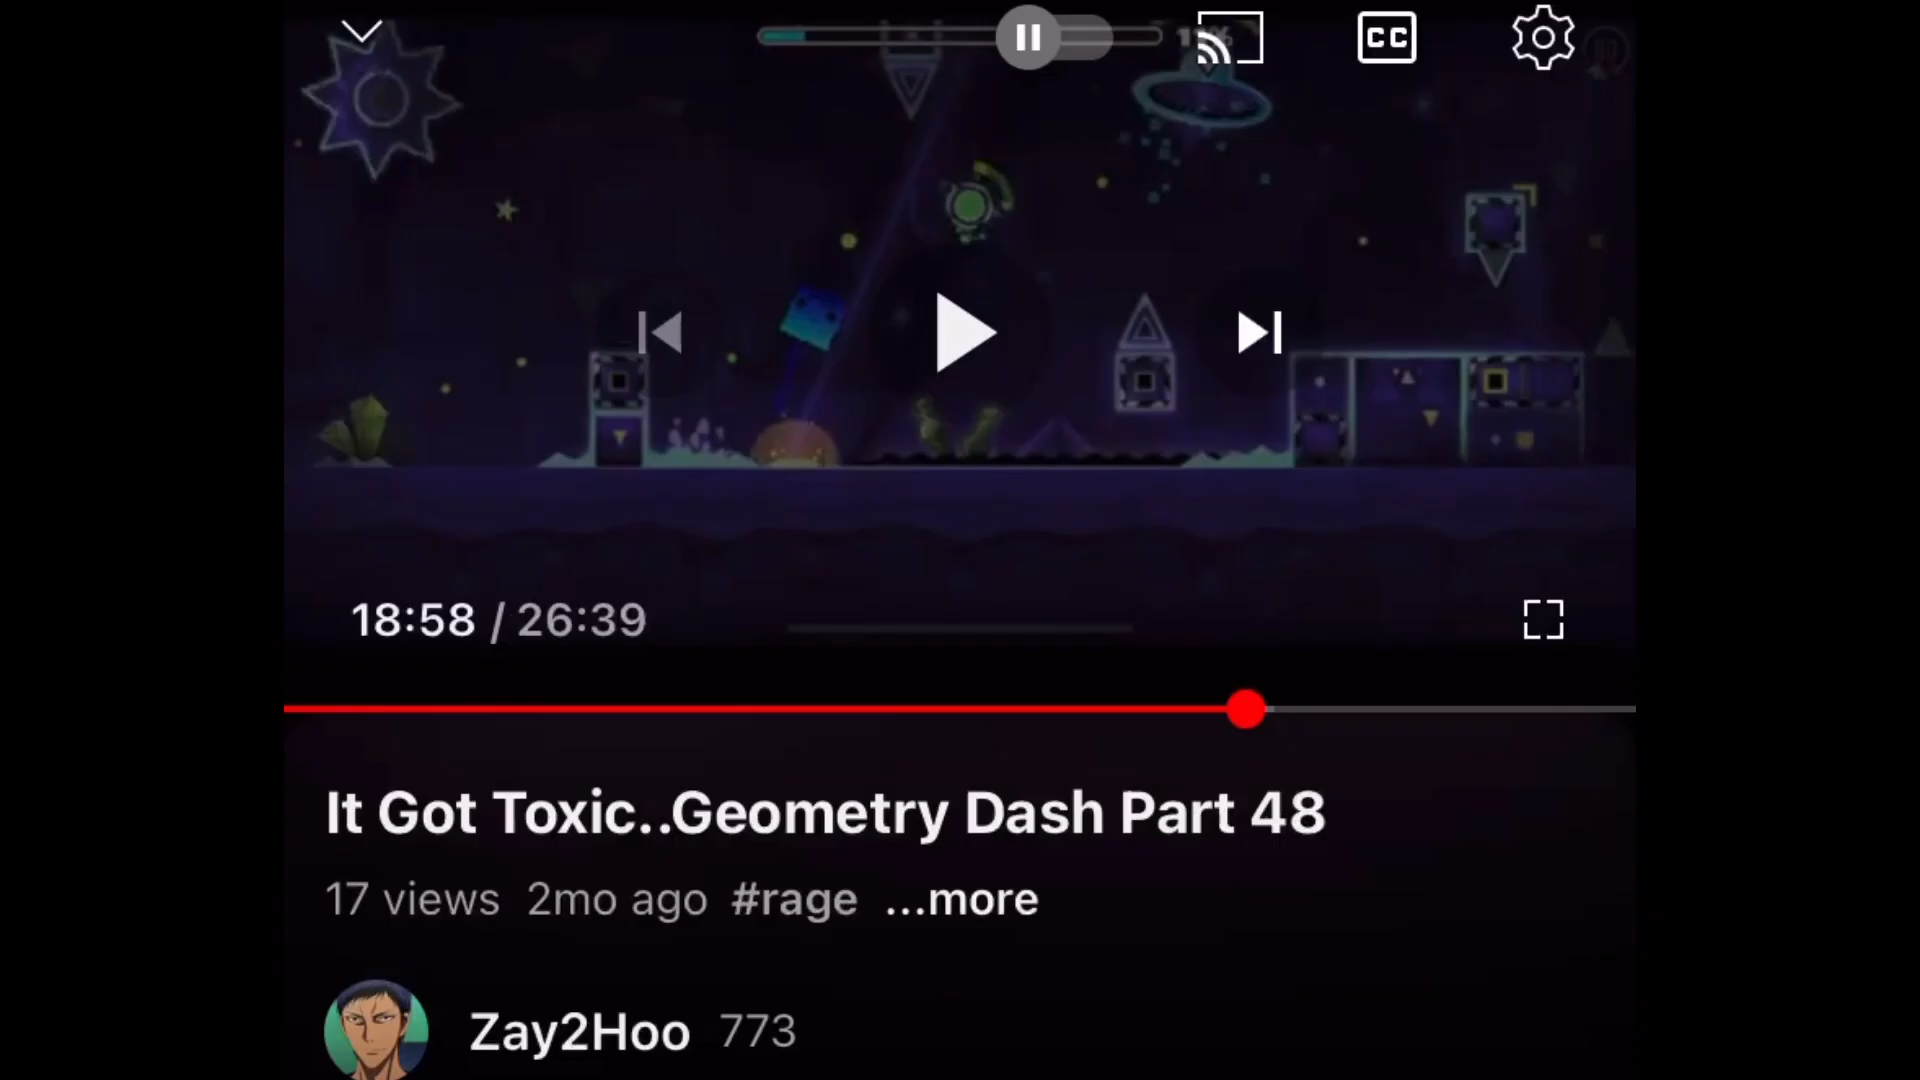 CC
18:58 / 26:39
It Got Toxic..Geometry Dash Part 48
17 views 2mo ago #rage ...more
Zay2Hoo 773